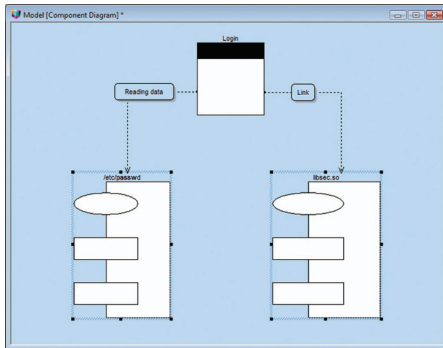 Model [Component Diagram] *
Login
Reading data
Link
/etc/passwd
libsec.so